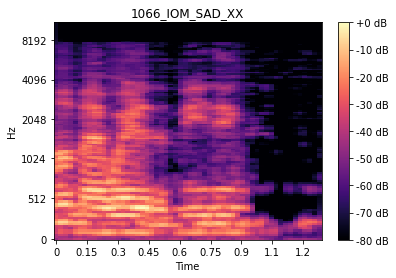 1066_IOM_SAD_XX
+0 dB
8192
-10 dB
4096
-20 dB
-30 dB
2048
Hz
-40 dB
1024
-50 dB
512
-60 dB
-70 dB
0
-80 dB
0 0.15 0.3 0.45 0.6 0.75 0.9 1.1 1.2
Time